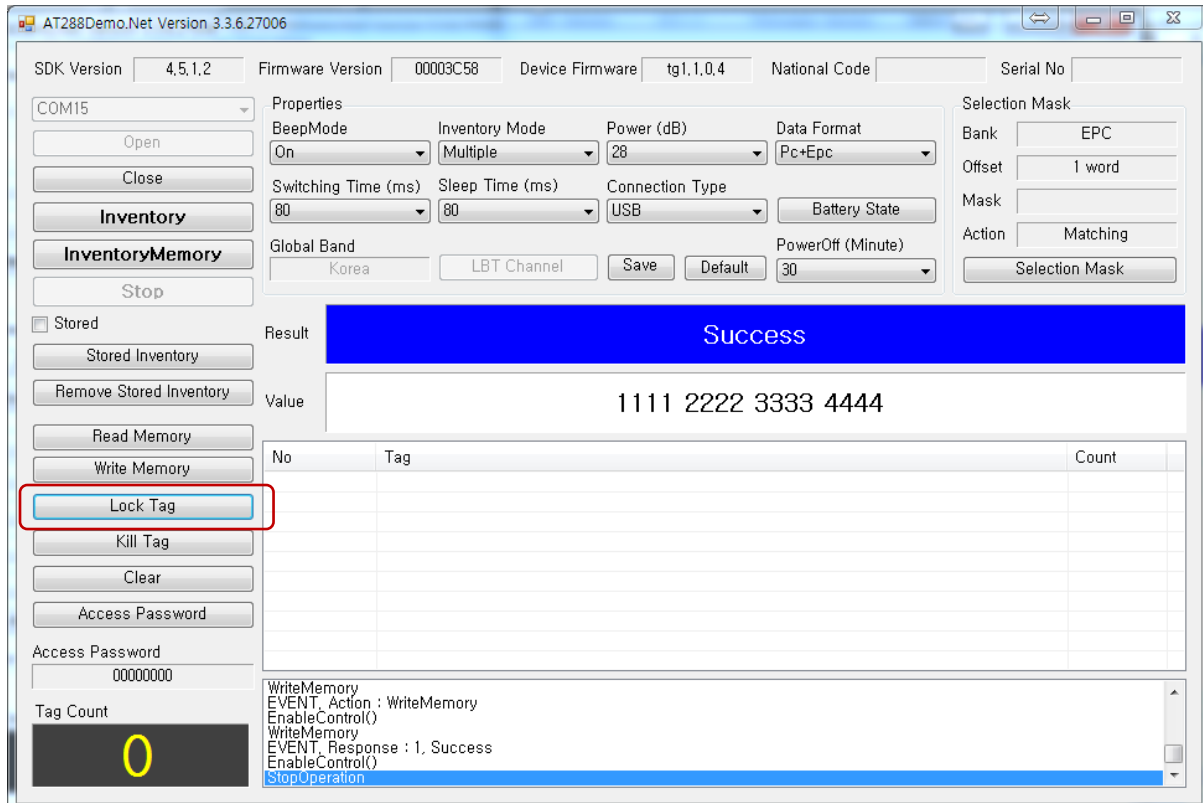 AT288Demo.Net Version 3.3.6.27006
SDK Version 4,5,1,2 Firmware Version 00003C58 Device Firmware tg1,1,0,4 National Code Serial No
COM15
Open
Close
Inventory
InventoryMemory
Stop
Stored
Stored Inventory
Remove Stored Inventory
Read Memory
Write Memory
Lock Tag
Kill Tag
Clear
Access Password
Access Password
00000000
Tag Count
0
Properties
BeepMode Inventory Mode Power (dB) Data Format
On Multiple 28 Pc+Epc
Switching Time (ms) Sleep Time (ms) Connection Type
80 80 USB Battery State
Global Band PowerOff (Minute)
Korea LBT Channel Save Default 30
Selection Mask
Bank EPC
Offset 1 word
Mask
Action Matching
Selection Mask
Result Success
Value 1111 2222 3333 4444
No Tag Count
WriteMemory
EVENT, Action : WriteMemory
EnableControl()
WriteMemory
EVENT, Response : 1, Success
EnableControl()
StopOperation